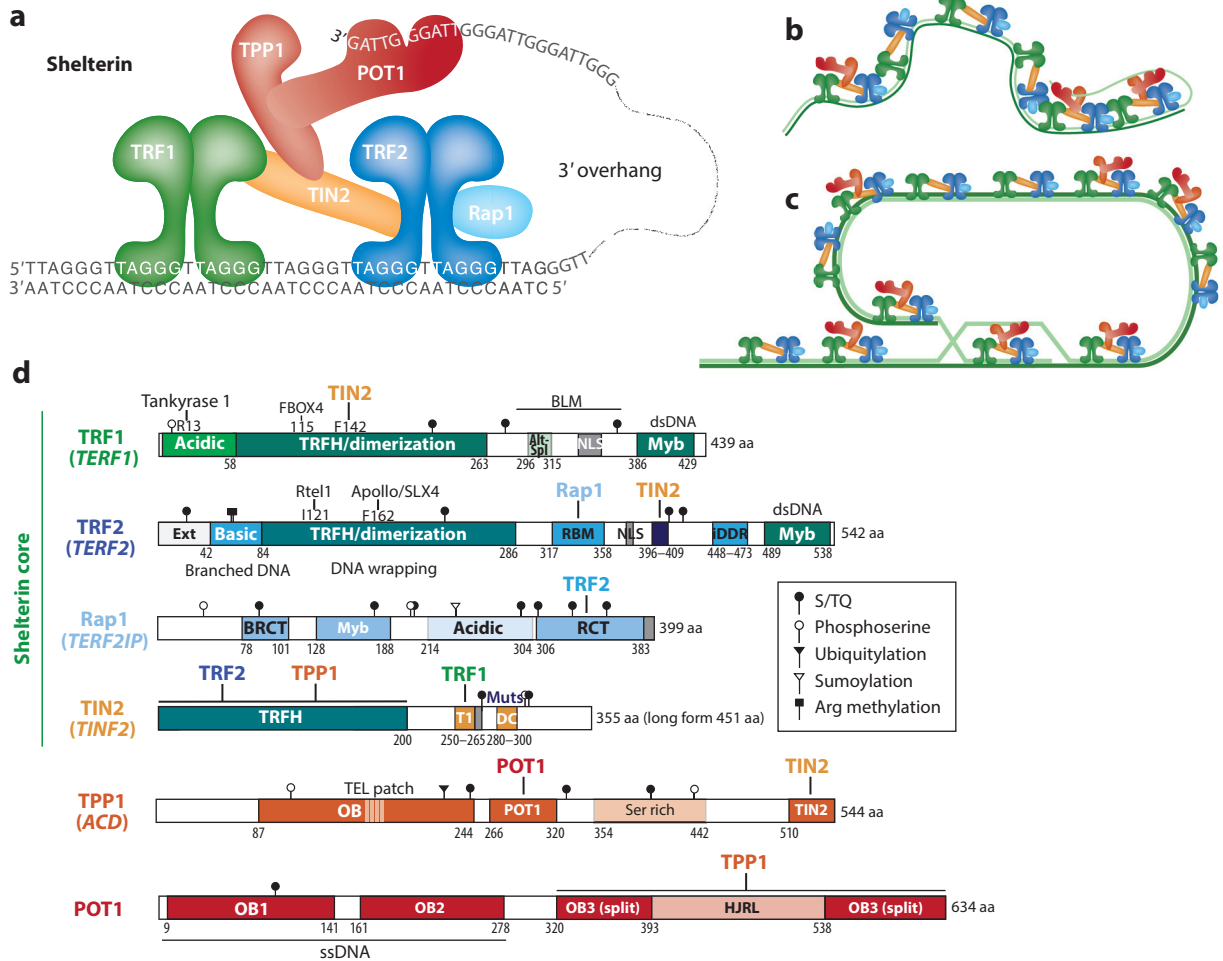 a
Shelterin
TPP1
3′
GATTG GGATTGGGATTGGGATTGGG
POT1
TRF1
TRF2
TIN2
Rap1
3′ overhang
5′TTAGGGTTAGGGTTAGGGTTAGGGTTAGGGTTAGGGTTAGGGTT
3′AATCCCAATCCCAATCCCAATCCCAATCCCAATCCCAATC 5′
b
c
d
Shelterin core
TIN2
Tankyrase 1
FBOX4
BLM
R13
115
F142
dsDNA
TRF1
(TERF1)
Acidic
TRFH/dimerization
Alt-
Spl
NLS
Myb
439 aa
58
263
296
315
386
429
Rtel1
Apollo/SLX4
Rap1
TIN2
I121
F162
dsDNA
TRF2
(TERF2)
Ext
Basic
TRFH/dimerization
RBM
NLS
iDDR
Myb
542 aa
42
84
286
317
358
396–409
448–473
489
538
Branched DNA
DNA wrapping
TRF2
Rap1
(TERF2IP)
BRCT
Myb
Acidic
RCT
399 aa
78
101
128
188
214
304
306
383
TRF2
TPP1
TRF1
Muts
TIN2
(TINF2)
TRFH
T1
DC
355 aa (long form 451 aa)
200
250–265
280–300
S/TQ
Phosphoserine
Ubiquitylation
Sumoylation
Arg methylation
POT1
TIN2
TEL patch
TPP1
(ACD)
OB
POT1
Ser rich
TIN2
544 aa
87
244
266
320
354
442
510
TPP1
POT1
OB1
OB2
OB3 (split)
HJRL
OB3 (split)
634 aa
9
141
161
278
320
393
538
ssDNA